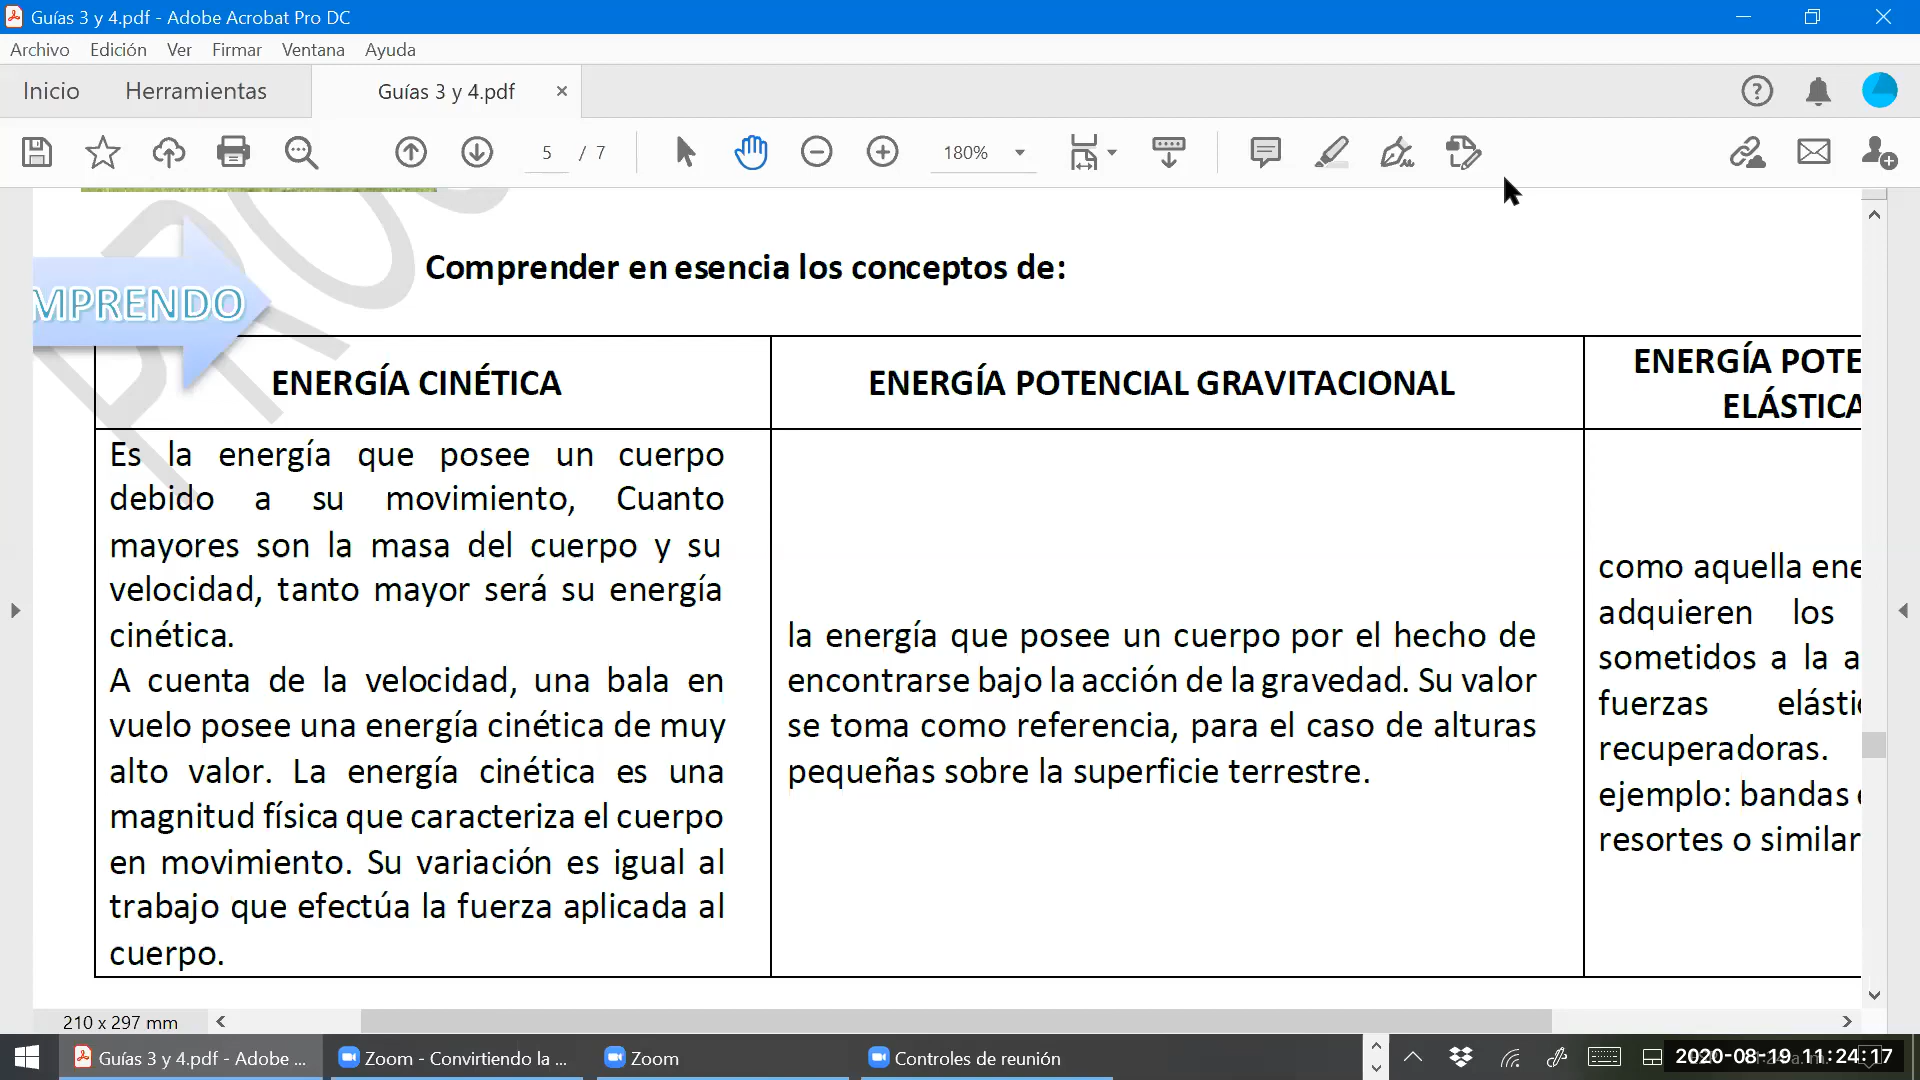 Guías 3 y 4.pdf - Adobe Acrobat Pro DC
Archivo Edición Ver Firmar Ventana Ayuda
Inicio Herramientas Guías 3 y 4.pdf ×
5 / 7 180%
Comprender en esencia los conceptos de:
MPRENDO
ENERGÍA CINÉTICA
Es la energía que posee un cuerpo
debido a su movimiento, Cuanto
mayores son la masa del cuerpo y su
velocidad, tanto mayor será su energía
cinética.
A cuenta de la velocidad, una bala en
vuelo posee una energía cinética de muy
alto valor. La energía cinética es una
magnitud física que caracteriza el cuerpo
en movimiento. Su variación es igual al
trabajo que efectúa la fuerza aplicada al
cuerpo.
ENERGÍA POTENCIAL GRAVITACIONAL
la energía que posee un cuerpo por el hecho de
encontrarse bajo la acción de la gravedad. Su valor
se toma como referencia, para el caso de alturas
pequeñas sobre la superficie terrestre.
ENERGÍA POTE
ELÁSTICA
como aquella ene
adquieren los
sometidos a la a
fuerzas elásti
recuperadoras.
ejemplo: bandas
resortes o similar
210 x 297 mm
Guías 3 y 4.pdf - Adobe ... Zoom - Convirtiendo la ... Zoom Controles de reunión 2020-08-19 11:24:17